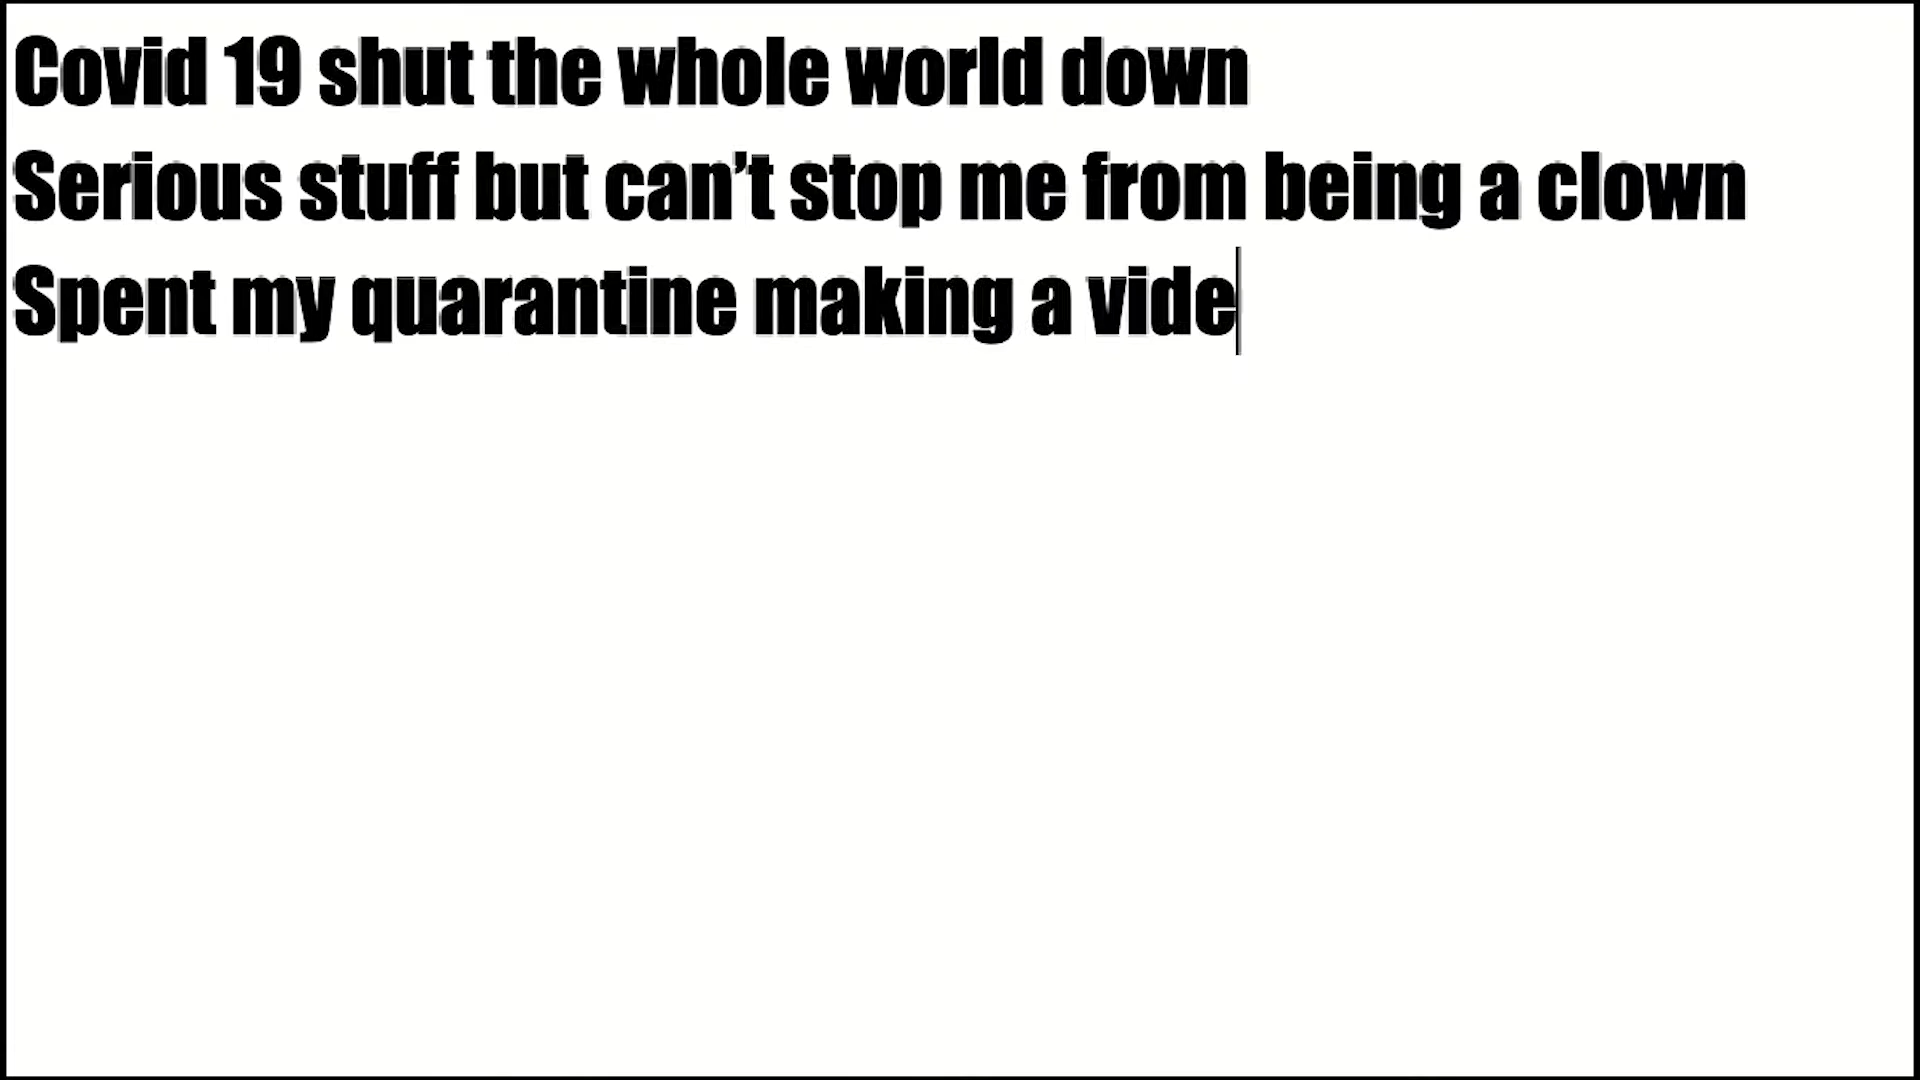 Covid 19 shut the whole world down
Serious stuff but can’t stop me from being a clown
Spent my quarantine making a vide